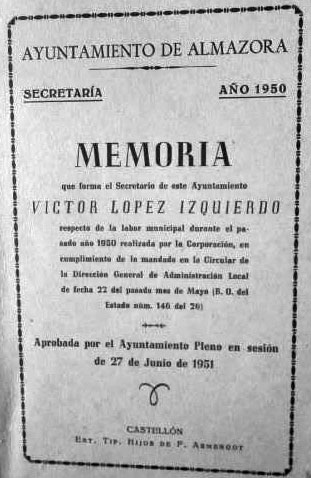 AYUNTAMIENTO DE ALMAZORA
SECRETARÍA
AÑO 1950
MEMORIA
que forma el Secretario de este Ayuntamiento
VICTOR LOPEZ IZQUIERDO
respecto de la labor municipal durante el pa-
sado año 1950 realizada por la Corporación, en
cumplimiento de lo mandado en la Circular de
la Dirección General de Administración Local
de fecha 22 del pasado mes de Mayo (B. O. del
Estado núm. 146 del 26)
Aprobada por el Ayuntamiento Pleno en sesión
de 27 de Junio de 1951
CASTELLÓN
EST. TIP. HIJOS DE F. ARMENGOT